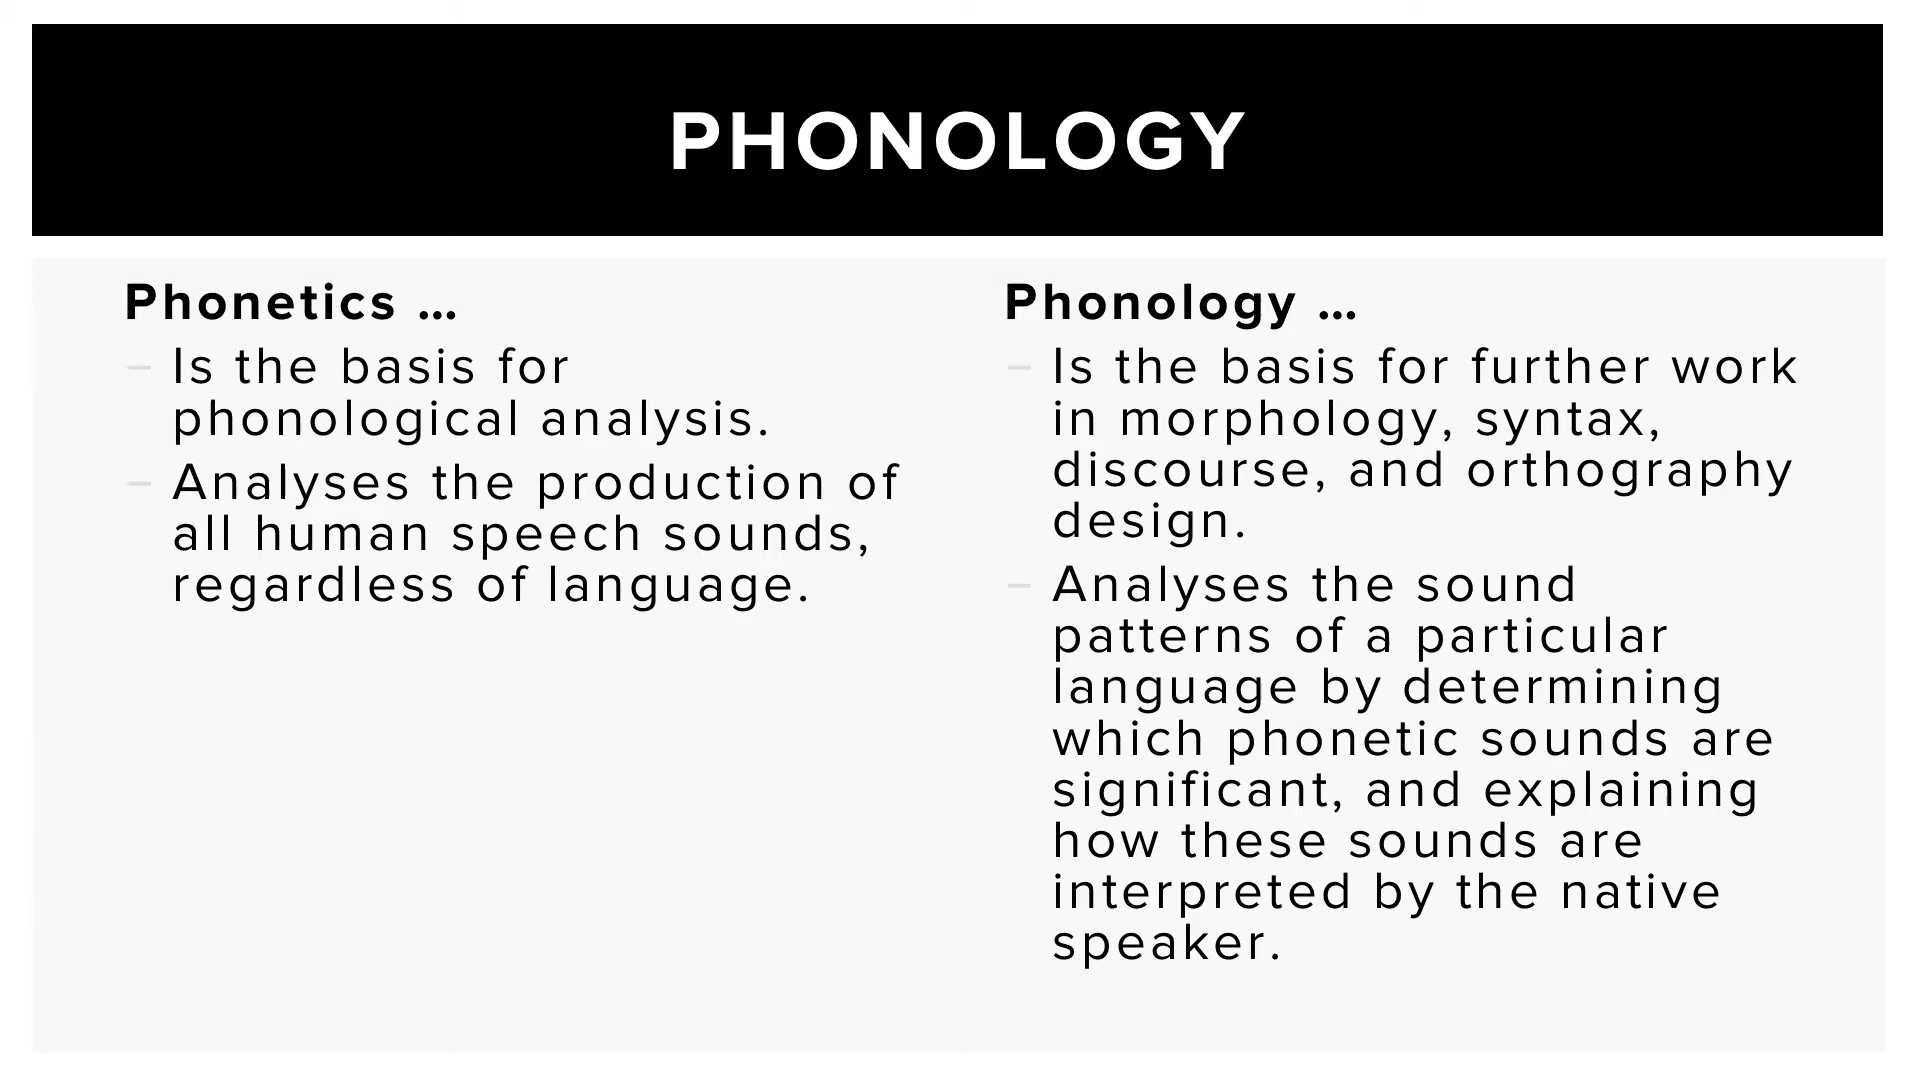 PHONOLOGY
Phonetics ...
– Is the basis for
phonological analysis.
– Analyses the production of
all human speech sounds,
regardless of language.
Phonology ...
– Is the basis for further work
in morphology, syntax,
discourse, and orthography
design.
– Analyses the sound
patterns of a particular
language by determining
which phonetic sounds are
significant, and explaining
how these sounds are
interpreted by the native
speaker.